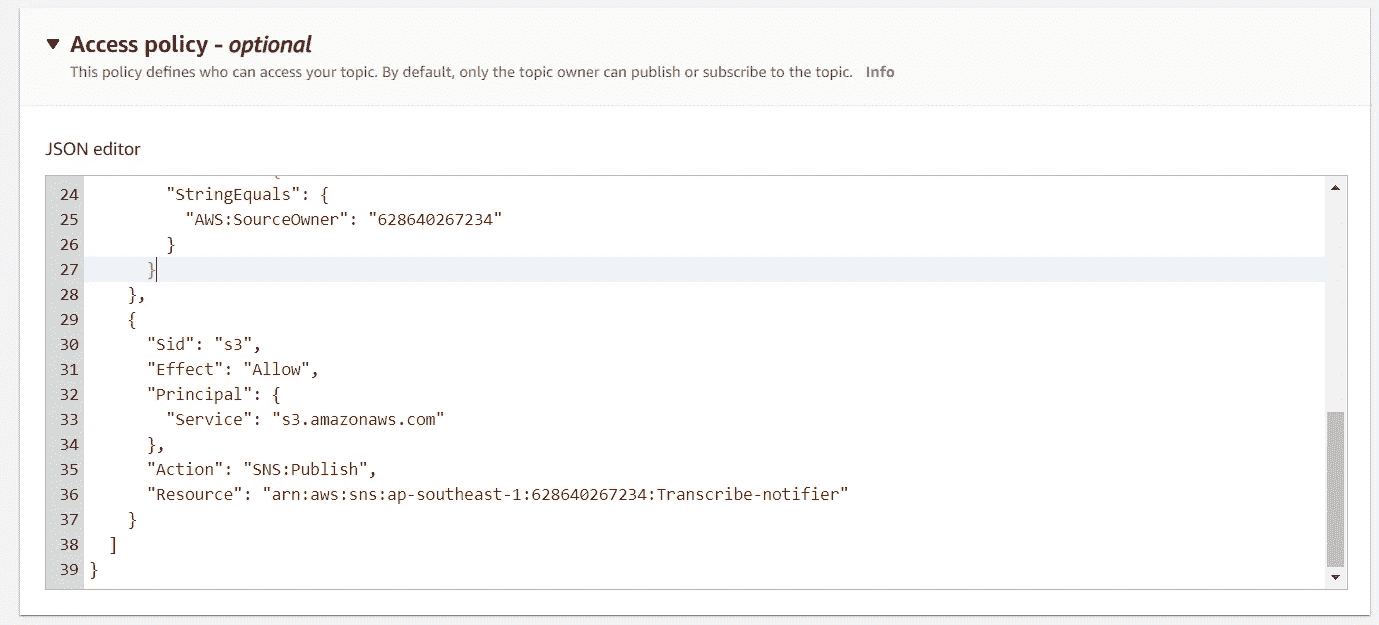 ▼ Access policy - optional
This policy defines who can access your topic. By default, only the topic owner can publish or subscribe to the topic. Info
JSON editor
24         "StringEquals": {
25           "AWS:SourceOwner": "628640267234"
26         }
27       }
28     },
29     {
30       "Sid": "s3",
31       "Effect": "Allow",
32       "Principal": {
33         "Service": "s3.amazonaws.com"
34       },
35       "Action": "SNS:Publish",
36       "Resource": "arn:aws:sns:ap-southeast-1:628640267234:Transcribe-notifier"
37     }
38   ]
39 }